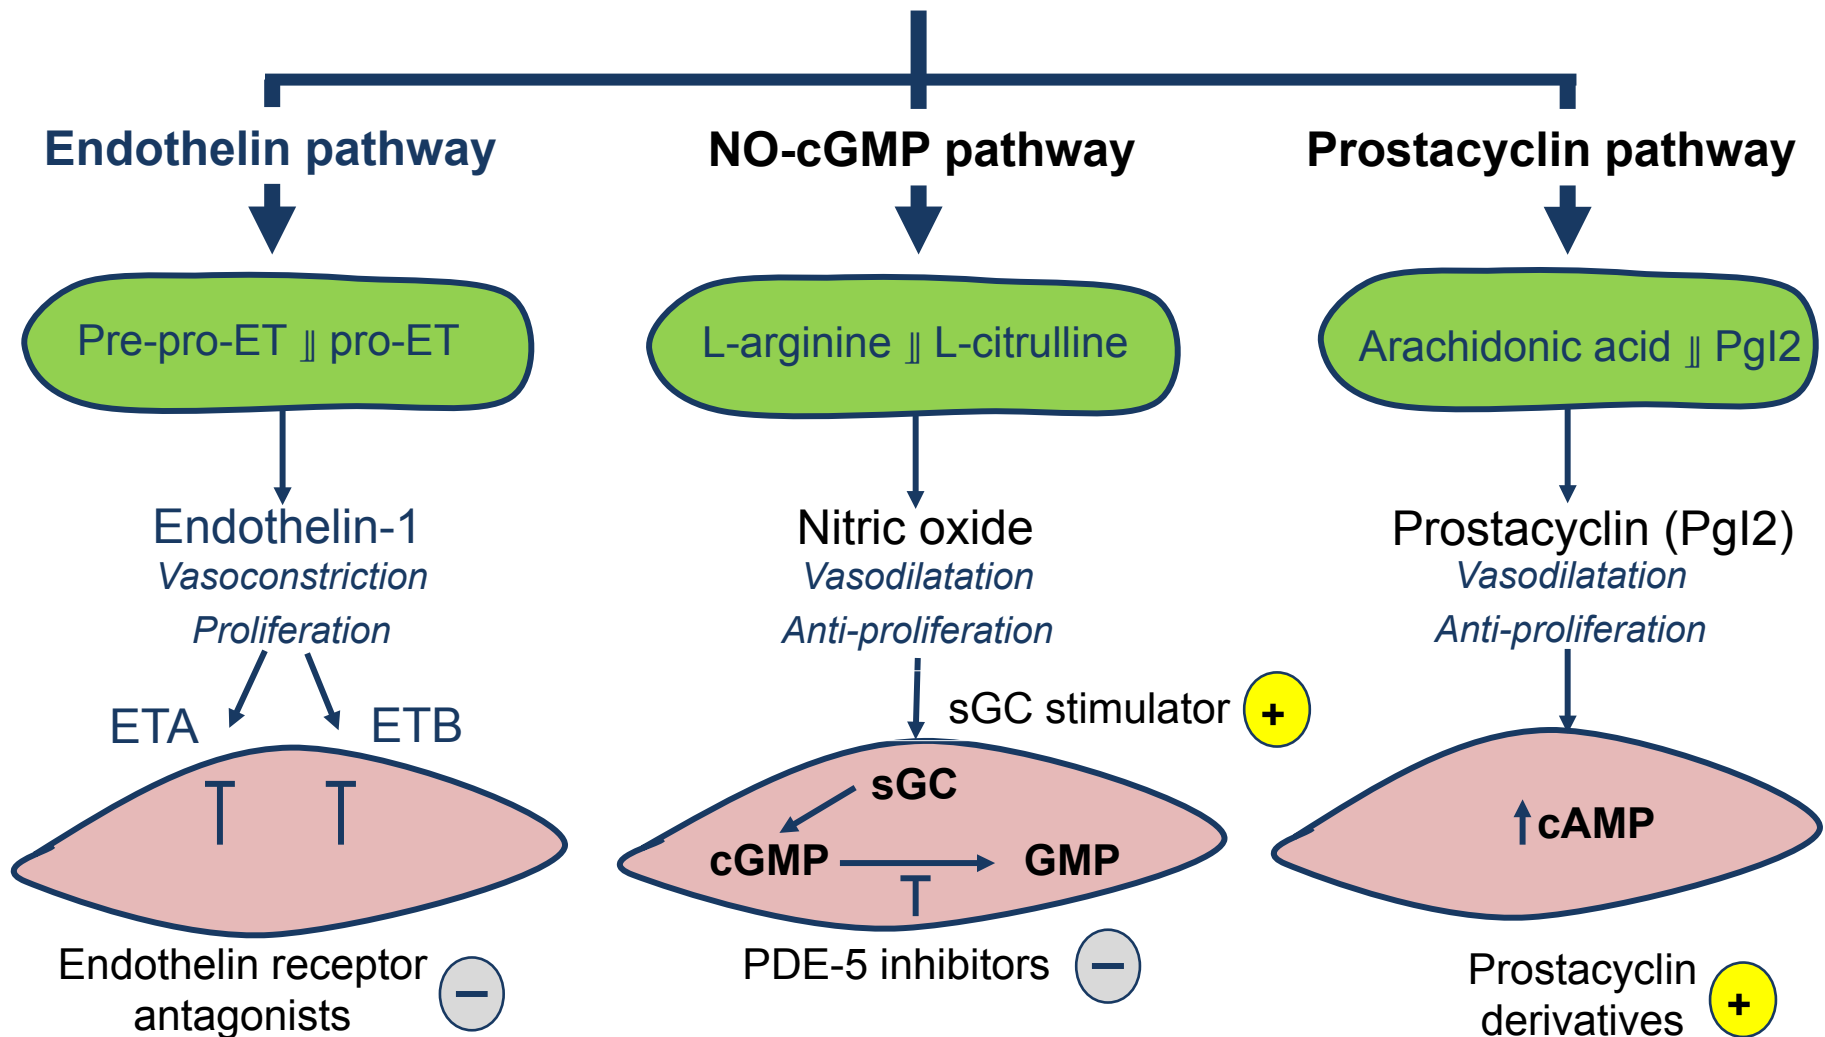 Endothelin pathway
Pre-pro-ET ⥥ pro-ET
Endothelin-1
Vasoconstriction
Proliferation
ETA
ETB
Endothelin receptor
antagonists
−
NO-cGMP pathway
L-arginine ⥥ L-citrulline
Nitric oxide
Vasodilatation
Anti-proliferation
sGC stimulator
+
sGC
cGMP
GMP
PDE-5 inhibitors
−
Prostacyclin pathway
Arachidonic acid ⥥ PgI2
Prostacyclin (PgI2)
Vasodilatation
Anti-proliferation
cAMP
Prostacyclin
derivatives
+